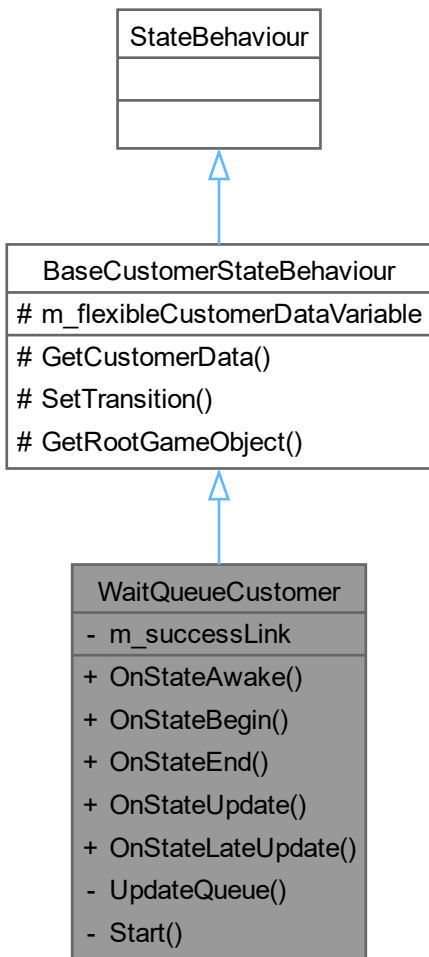 StateBehaviour
BaseCustomerStateBehaviour
# m_flexibleCustomerDataVariable
# GetCustomerData()
# SetTransition()
# GetRootGameObject()
WaitQueueCustomer
- m_successLink
+ OnStateAwake()
+ OnStateBegin()
+ OnStateEnd()
+ OnStateUpdate()
+ OnStateLateUpdate()
- UpdateQueue()
- Start()